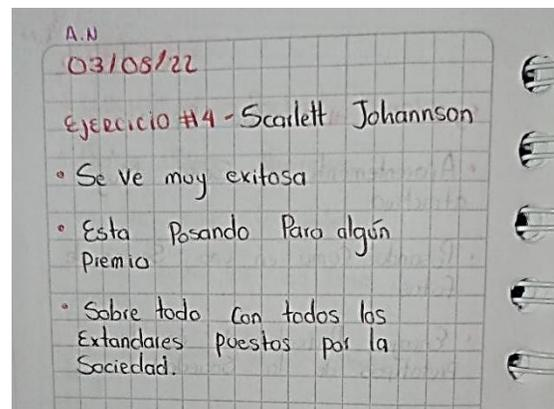 A.N
03/05/22
Ejercicio #4 - Scarlett Johannson
• Se ve muy exitosa
• Esta Posando Para algún
Premio
• Sobre todo con todos los
Extandares puestos por la
Sociedad.